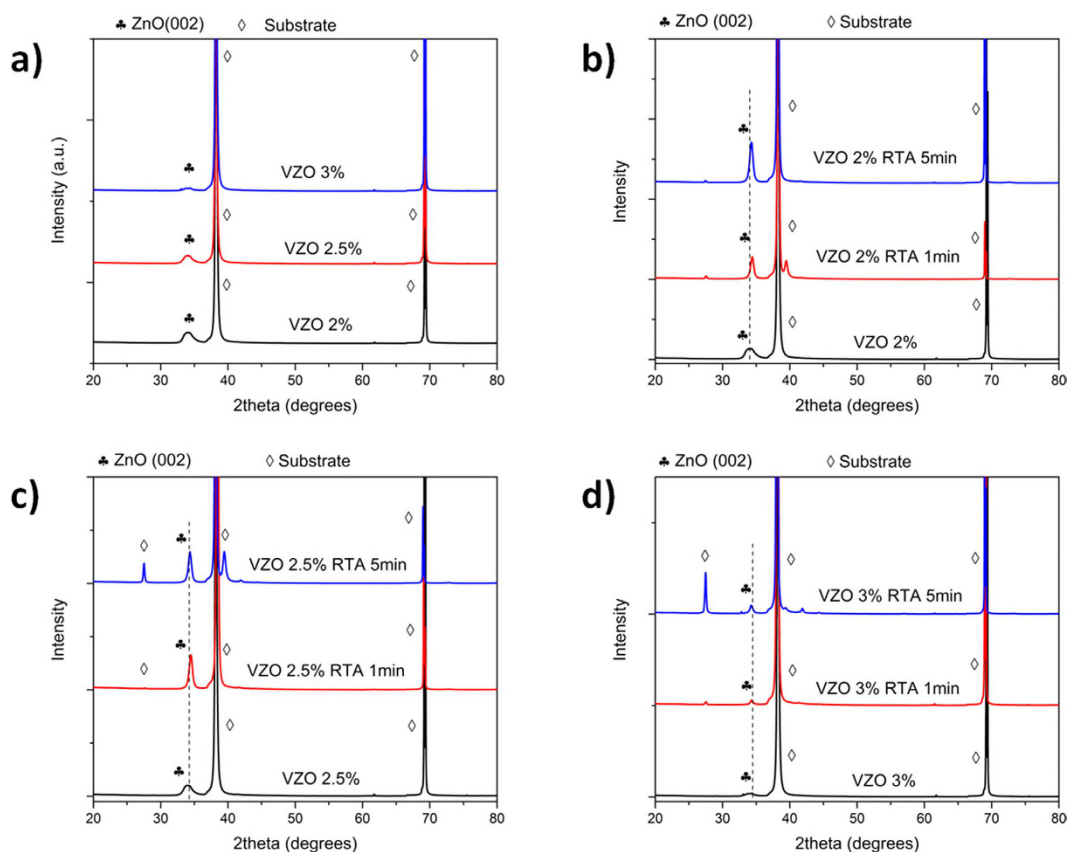 a)
♣ ZnO(002) ◊ Substrate
Intensity (a.u.)
◊ ◊
♣ VZO 3%
◊ ◊
♣ VZO 2.5%
◊ ◊
♣ VZO 2%
20 30 40 50 60 70 80
2theta (degrees)
b)
♣ ZnO (002) ◊ Substrate
Intensity
♣ ◊ ◊
VZO 2% RTA 5min
♣ ◊ ◊
VZO 2% RTA 1min
♣ ◊ ◊
VZO 2%
20 30 40 50 60 70 80
2theta (degrees)
c)
♣ ZnO (002) ◊ Substrate
Intensity
◊ ♣ ◊ ◊
VZO 2.5% RTA 5min
◊ ♣ ◊ ◊
VZO 2.5% RTA 1min
♣ ◊ ◊
VZO 2.5%
20 30 40 50 60 70 80
2theta (degrees)
d)
♣ ZnO (002) ◊ Substrate
Intensity
◊ ♣ ◊ ◊
VZO 3% RTA 5min
♣ ◊ ◊
VZO 3% RTA 1min
♣ ◊ ◊
VZO 3%
20 30 40 50 60 70 80
2theta (degrees)